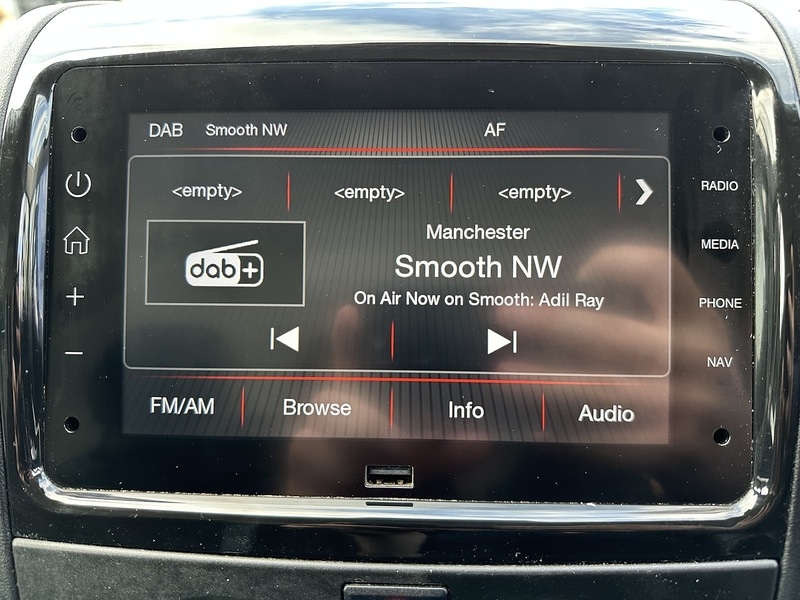 DAB Smooth NW AF
<empty> <empty> <empty>
RADIO
Manchester
dab+
Smooth NW
MEDIA
On Air Now on Smooth: Adil Ray
PHONE
NAV
FM/AM Browse Info Audio